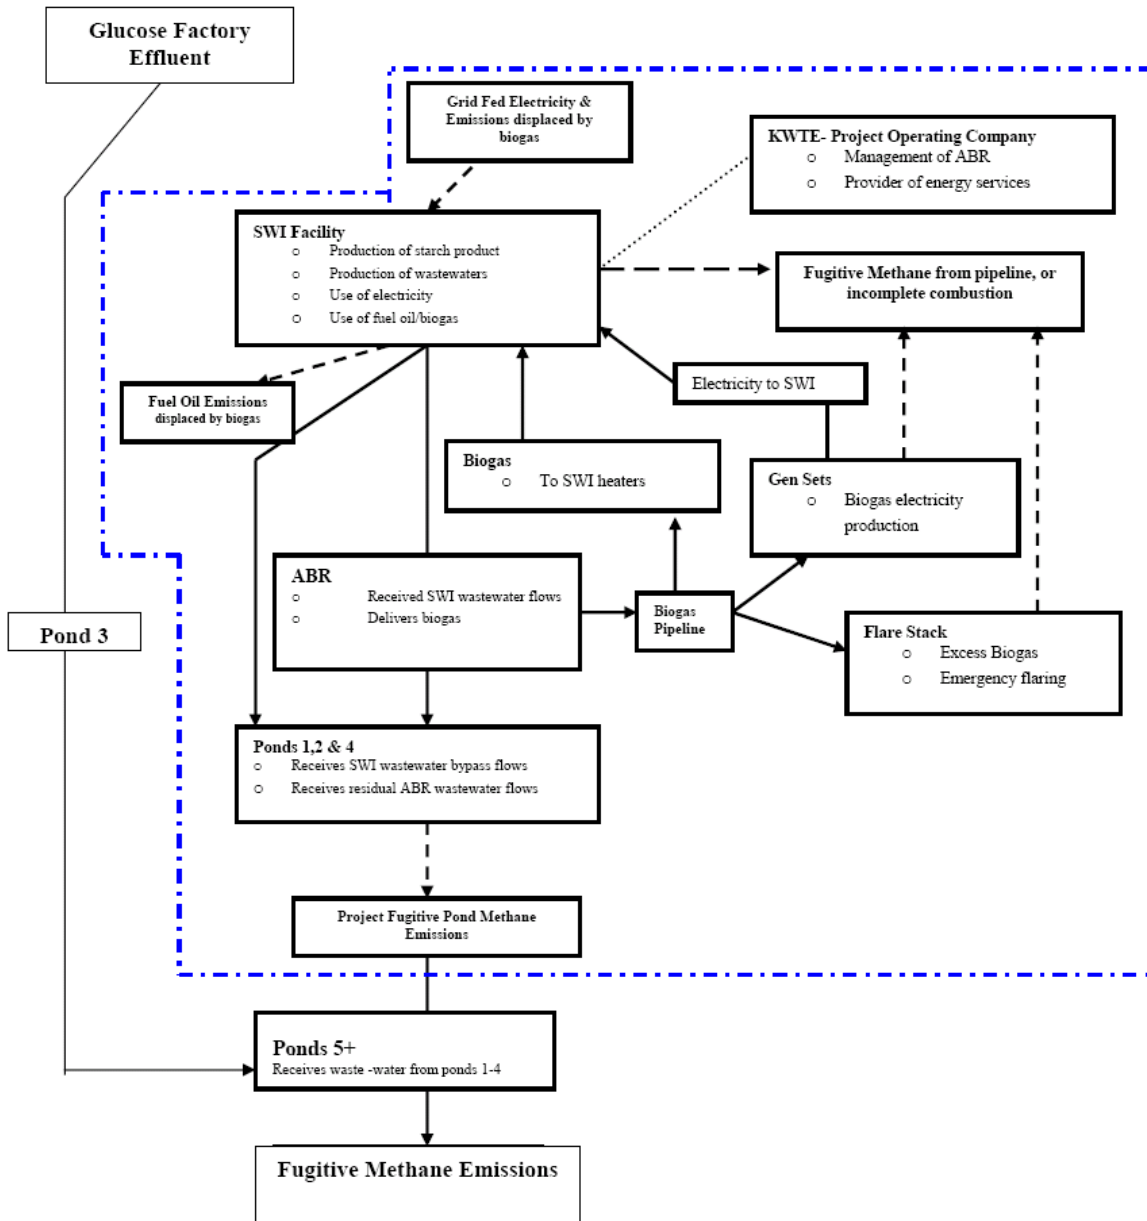 Glucose Factory
Effluent
Grid Fed Electricity &
Emissions displaced by
biogas
KWTE- Project Operating Company
o Management of ABR
o Provider of energy services
SWI Facility
o Production of starch product
o Production of wastewaters
o Use of electricity
o Use of fuel oil/biogas
Fugitive Methane from pipeline, or
incomplete combustion
Electricity to SWI
Fuel Oil Emissions
displaced by biogas
Biogas
o To SWI heaters
Gen Sets
o Biogas electricity
production
ABR
o Received SWI wastewater flows
o Delivers biogas
Biogas
Pipeline
Pond 3
Flare Stack
o Excess Biogas
o Emergency flaring
Ponds 1,2 & 4
o Receives SWI wastewater bypass flows
o Receives residual ABR wastewater flows
Project Fugitive Pond Methane
Emissions
Ponds 5+
Receives waste -water from ponds 1-4
Fugitive Methane Emissions